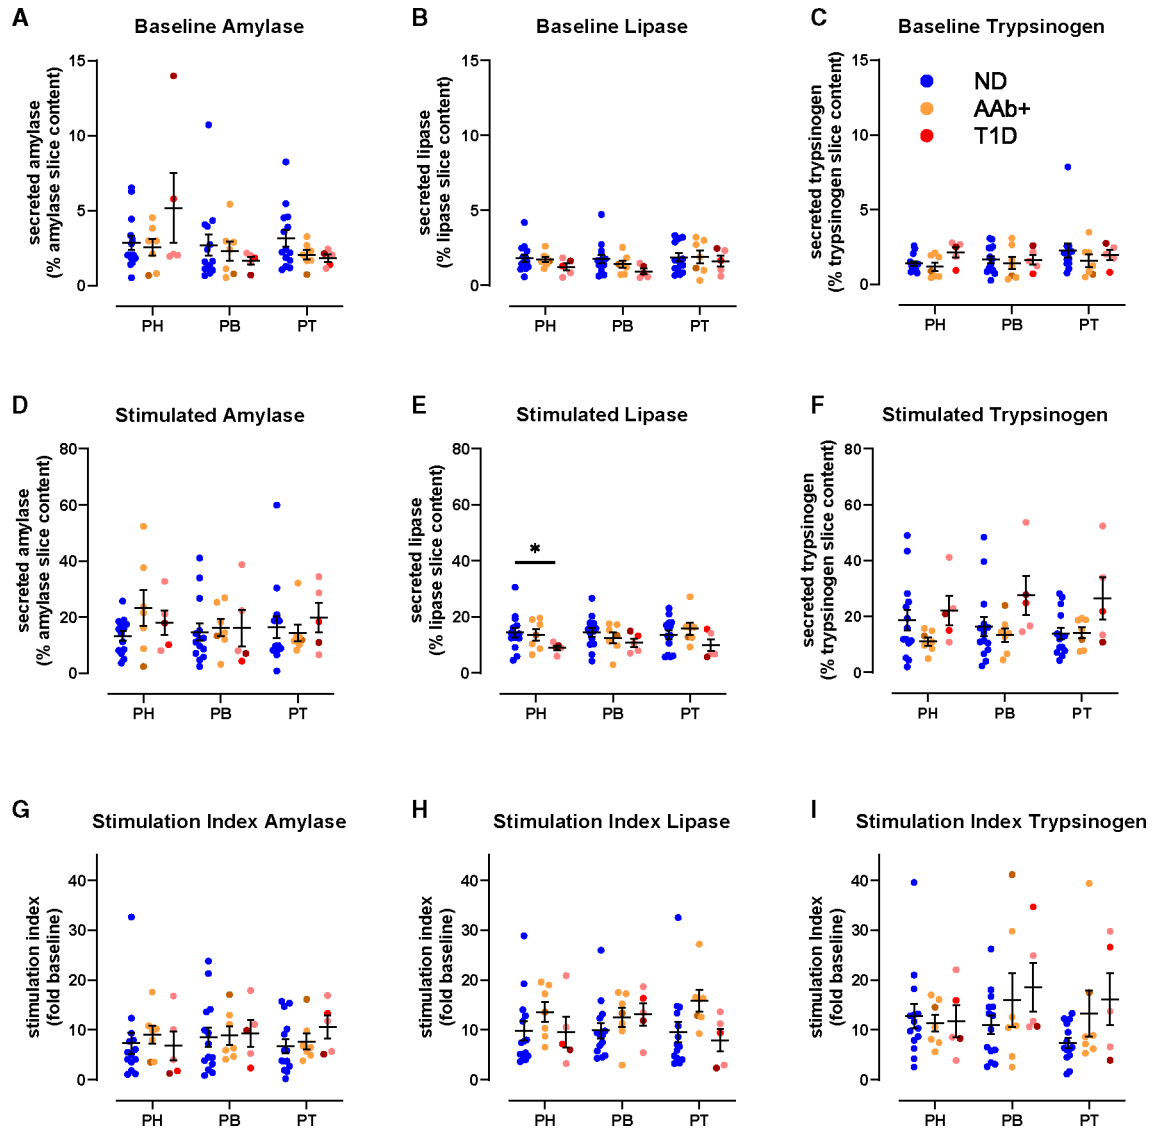 A
Baseline Amylase
secreted amylase
(% amylase slice content)
15
10
5
0
PH
PB
PT
B
Baseline Lipase
secreted lipase
(% lipase slice content)
15
10
5
0
PH
PB
PT
C
Baseline Trypsinogen
secreted trypsinogen
(% trypsinogen slice content)
15
10
5
0
ND
AAb+
T1D
PH
PB
PT
D
Stimulated Amylase
secreted amylase
(% amylase slice content)
80
60
40
20
0
PH
PB
PT
E
Stimulated Lipase
secreted lipase
(% lipase slice content)
80
60
40
20
0
*
PH
PB
PT
F
Stimulated Trypsinogen
secreted trypsinogen
(% trypsinogen slice content)
80
60
40
20
0
PH
PB
PT
G
Stimulation Index Amylase
stimulation index
(fold baseline)
40
30
20
10
0
PH
PB
PT
H
Stimulation Index Lipase
stimulation index
(fold baseline)
40
30
20
10
0
PH
PB
PT
I
Stimulation Index Trypsinogen
stimulation Index
(fold baseline)
40
30
20
10
0
PH
PB
PT